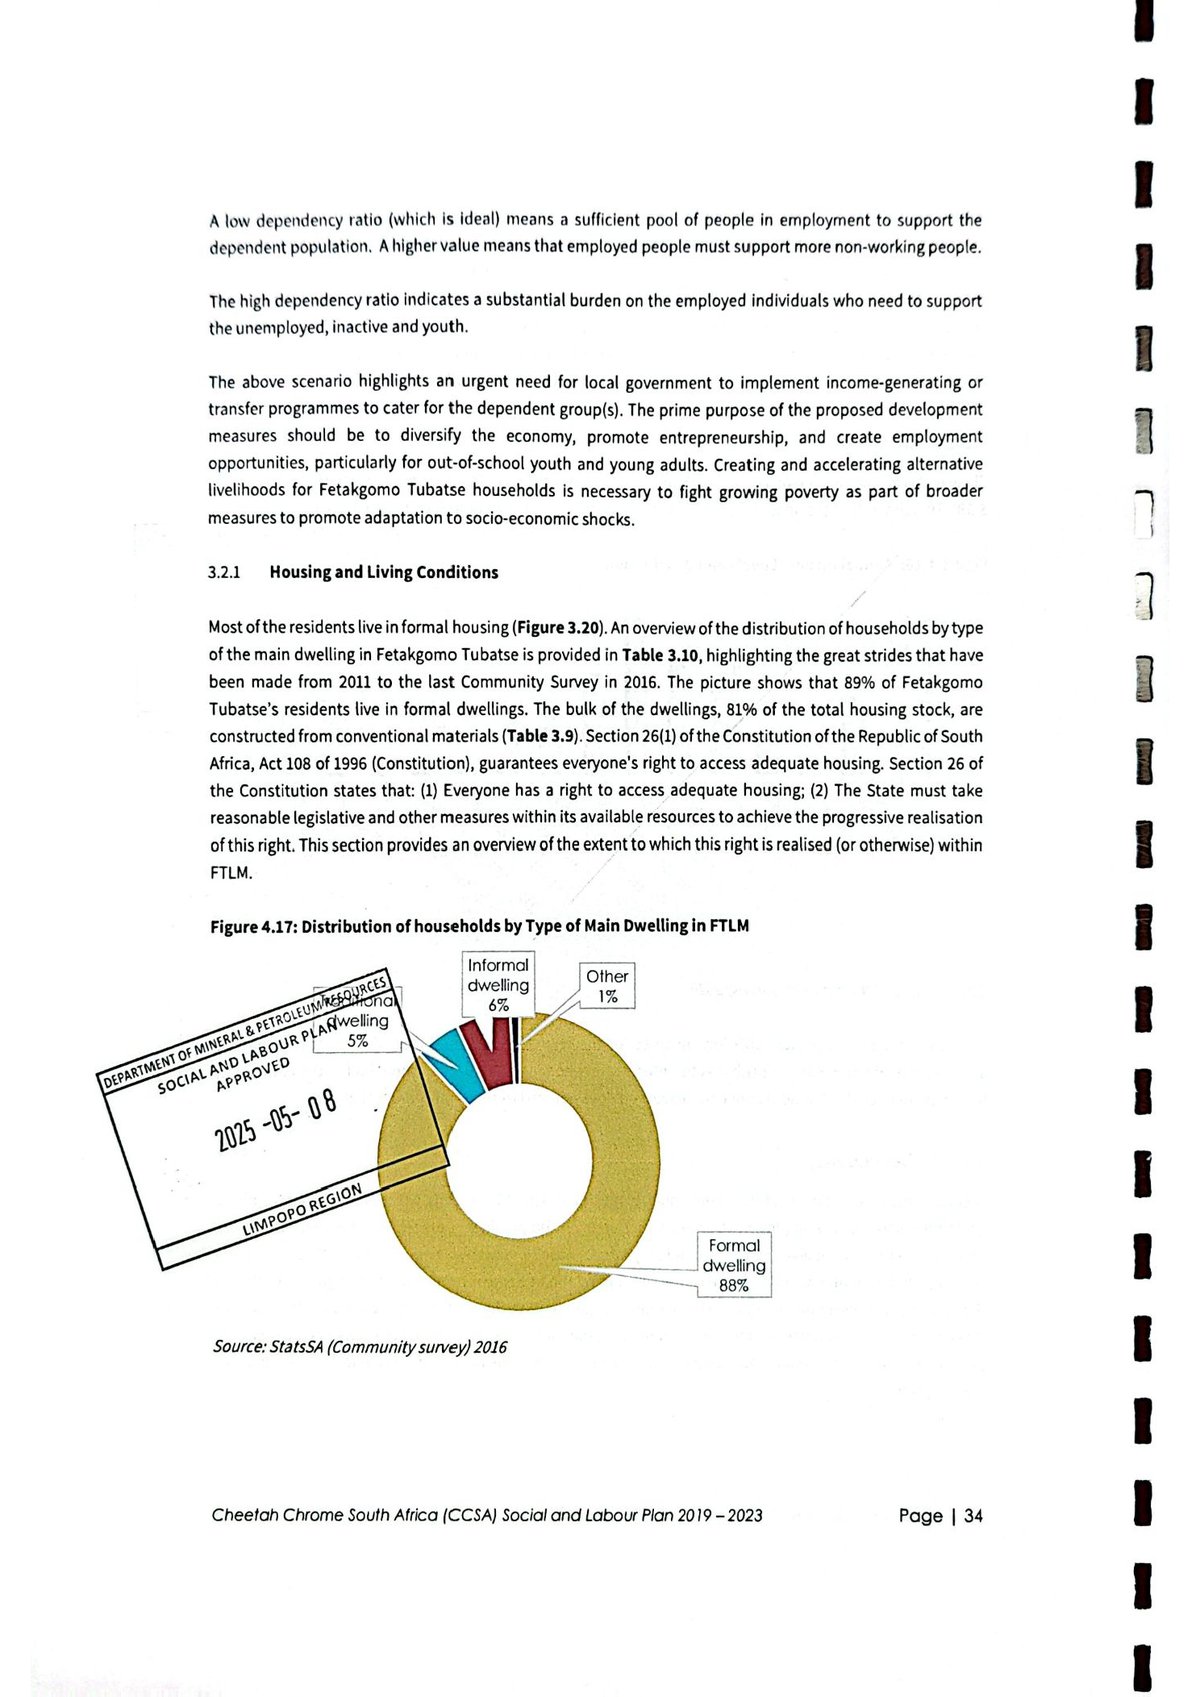 A low dependency ratio (which is ideal) means a sufficient pool of people in employment to support the
dependent population. A higher value means that employed people must support more non-working people.
The high dependency ratio indicates a substantial burden on the employed individuals who need to support
the unemployed, inactive and youth.
The above scenario highlights an urgent need for local government to implement income-generating or
transfer programmes to cater for the dependent group(s). The prime purpose of the proposed development
measures should be to diversify the economy, promote entrepreneurship, and create employment
opportunities, particularly for out-of-school youth and young adults. Creating and accelerating alternative
livelihoods for Fetakgomo Tubatse households is necessary to fight growing poverty as part of broader
measures to promote adaptation to socio-economic shocks.
3.2.1 Housing and Living Conditions
Most of the residents live in formal housing (Figure 3.20). An overview of the distribution of households by type
of the main dwelling in Fetakgomo Tubatse is provided in Table 3.10, highlighting the great strides that have
been made from 2011 to the last Community Survey in 2016. The picture shows that 89% of Fetakgomo
Tubatse's residents live in formal dwellings. The bulk of the dwellings, 81% of the total housing stock, are
constructed from conventional materials (Table 3.9). Section 26(1) of the Constitution of the Republic of South
Africa, Act 108 of 1996 (Constitution), guarantees everyone's right to access adequate housing. Section 26 of
the Constitution states that: (1) Everyone has a right to access adequate housing; (2) The State must take
reasonable legislative and other measures within its available resources to achieve the progressive realisation
of this right. This section provides an overview of the extent to which this right is realised (or otherwise) within
FTLM.
Figure 4.17: Distribution of households by Type of Main Dwelling in FTLM
Informal
dwelling
6%
Other
1%
dwelling
5%
DEPARTMENT OF MINERAL & PETROLEUM RESOURCES
SOCIAL AND LABOUR PLAN
APPROVED
2025-05-08
LIMPOPO REGION
Formal
dwelling
88%
Source: StatsSA (Community survey) 2016
Cheetah Chrome South Africa (CCSA) Social and Labour Plan 2019 – 2023 Page | 34